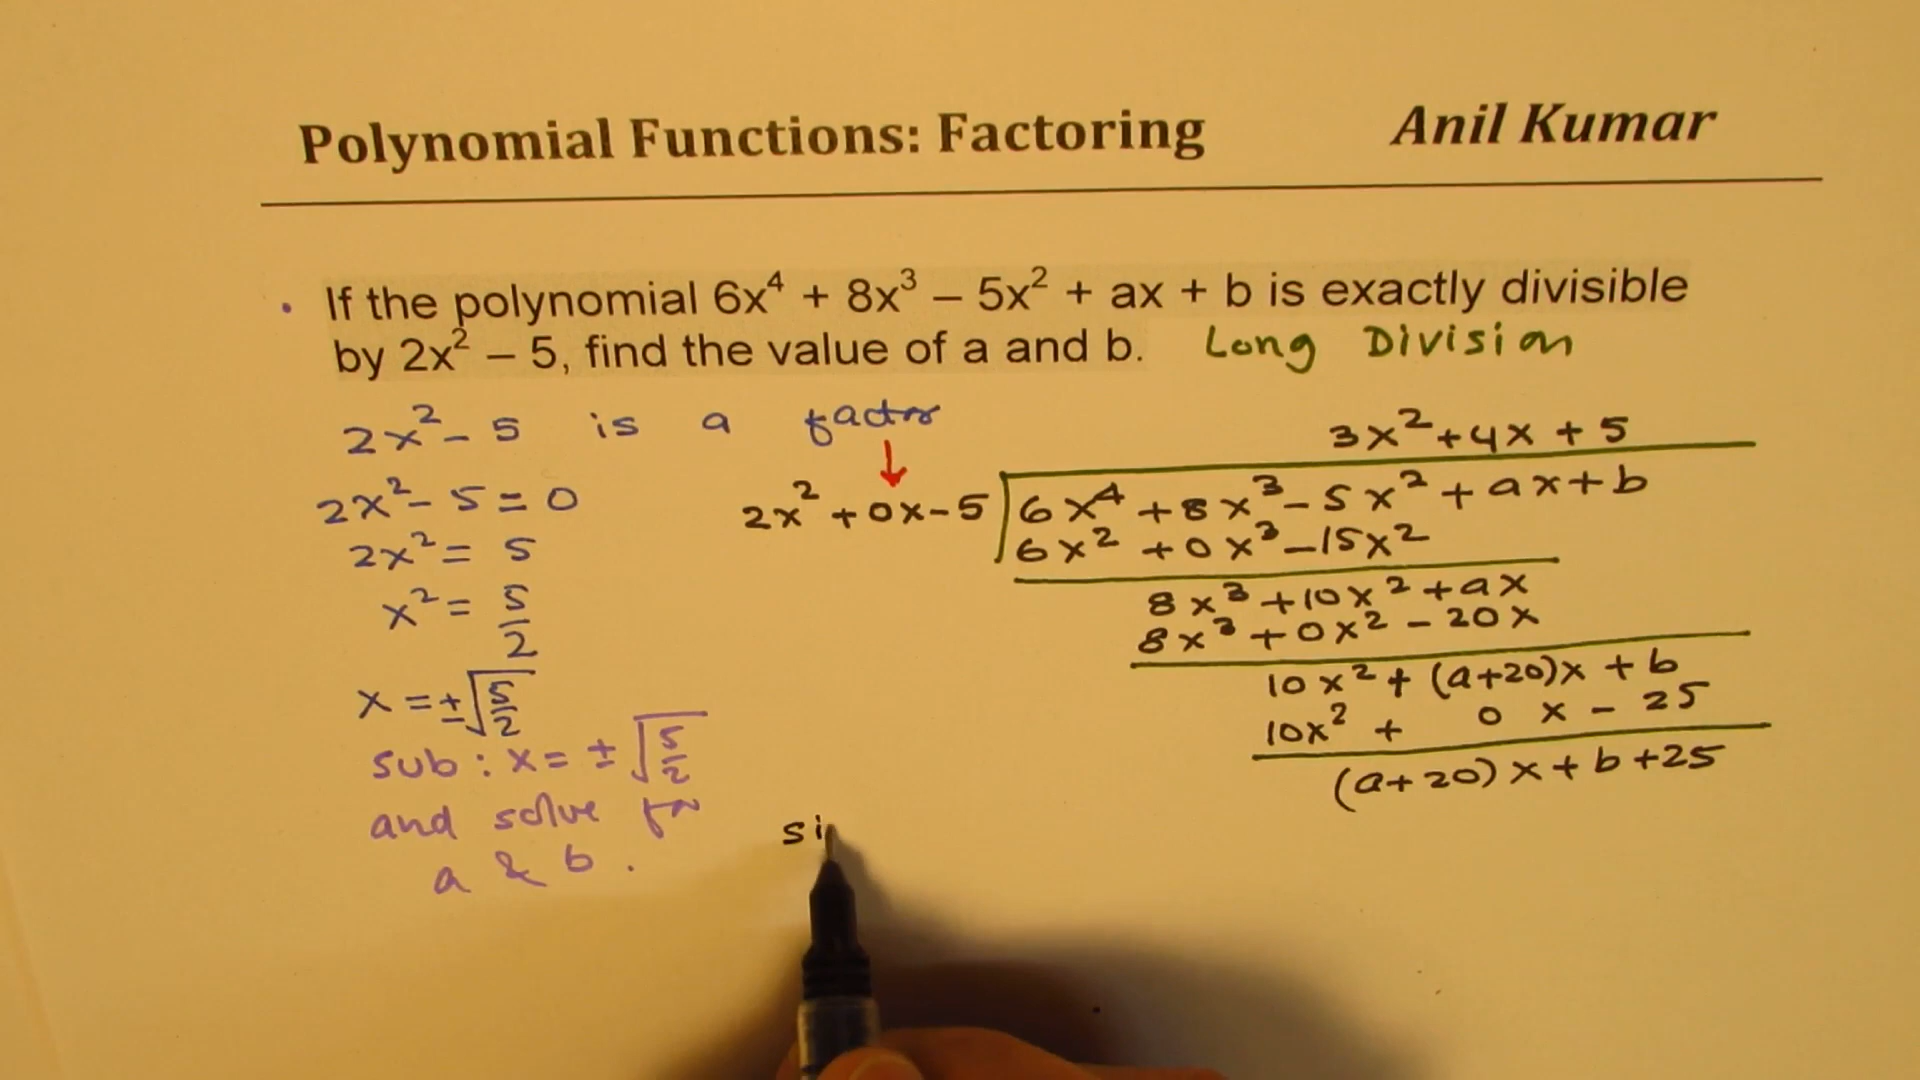 Polynomial Functions: Factoring Anil Kumar
• If the polynomial 6x⁴ + 8x³ – 5x² + ax + b is exactly divisible
by 2x² – 5, find the value of a and b. Long Division
2x² - 5 is a factor
3x² + 4x + 5
2x² - 5 = 0
2x² + 0x - 5 6x⁴ + 8x³ - 5x² + ax + b
2x² = 5
6x² + 0x³ - 15x²
x² = 5/2
8x³ + 10x² + ax
8x³ + 0x² - 20x
x = ±√5/2
10x² + (a+20)x + b
10x² + 0x - 25
sub: x = ±√5/2
(a+20)x + b + 25
and solve for
a & b.
si